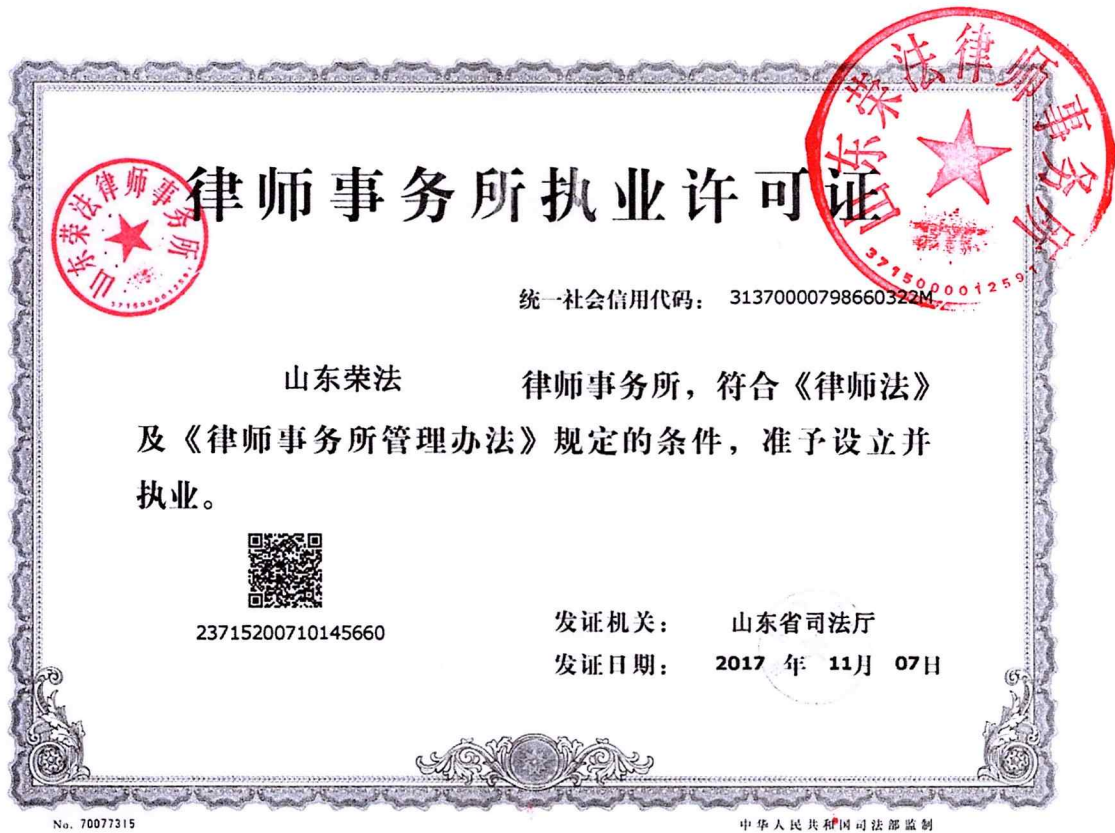 律师事务所执业许可证
山东荣法律师事务所
山东荣法律师事务所
3715000012597
统一社会信用代码： 31370000798660322M
山东荣法 律师事务所，符合《律师法》
及《律师事务所管理办法》规定的条件，准予设立并
执业。
23715200710145660
发证机关： 山东省司法厅
发证日期： 2017 年 11月 07日
No. 70077315
中华人民共和国司法部监制